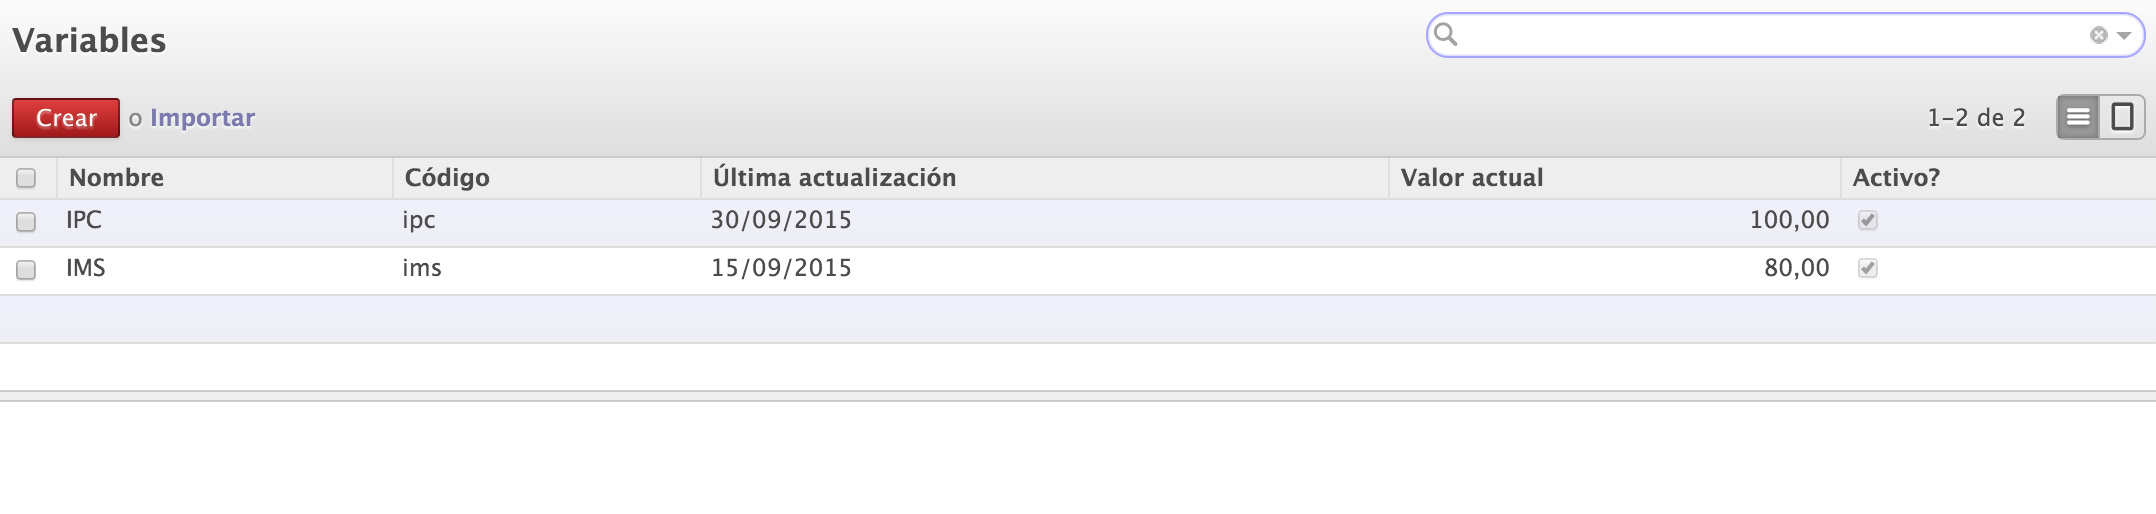 Variables
Crear o Importar 1-2 de 2
Nombre Código Última actualización Valor actual Activo?
IPC ipc 30/09/2015 100,00
IMS ims 15/09/2015 80,00